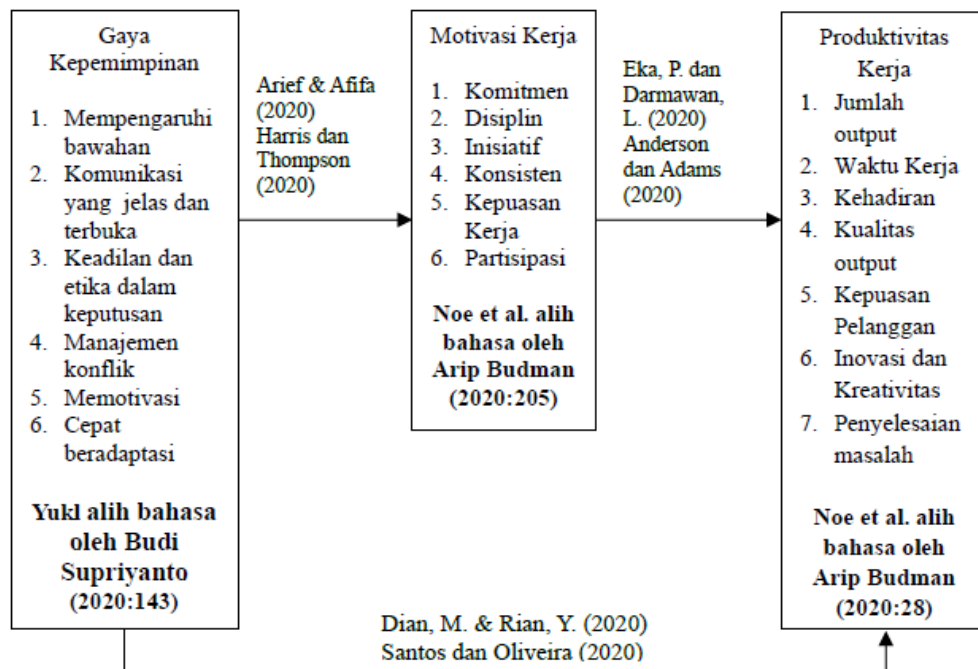 Gaya
Kepemimpinan
1. Mempengaruhi
bawahan
2. Komunikasi
yang jelas dan
terbuka
3. Keadilan dan
etika dalam
keputusan
4. Manajemen
konflik
5. Memotivasi
6. Cepat
beradaptasi
Yukl alih bahasa
oleh Budi
Supriyanto
(2020:143)
Arief & Afifa
(2020)
Harris dan
Thompson
(2020)
Motivasi Kerja
1. Komitmen
2. Disiplin
3. Inisiatif
4. Konsisten
5. Kepuasan
Kerja
6. Partisipasi
Noe et al. alih
bahasa oleh
Arip Budman
(2020:205)
Eka, P. dan
Darmawan,
L. (2020)
Anderson
dan Adams
(2020)
Produktivitas
Kerja
1. Jumlah
output
2. Waktu Kerja
3. Kehadiran
4. Kualitas
output
5. Kepuasan
Pelanggan
6. Inovasi dan
Kreativitas
7. Penyelesaian
masalah
Noe et al. alih
bahasa oleh
Arip Budman
(2020:28)
Dian, M. & Rian, Y. (2020)
Santos dan Oliveira (2020)